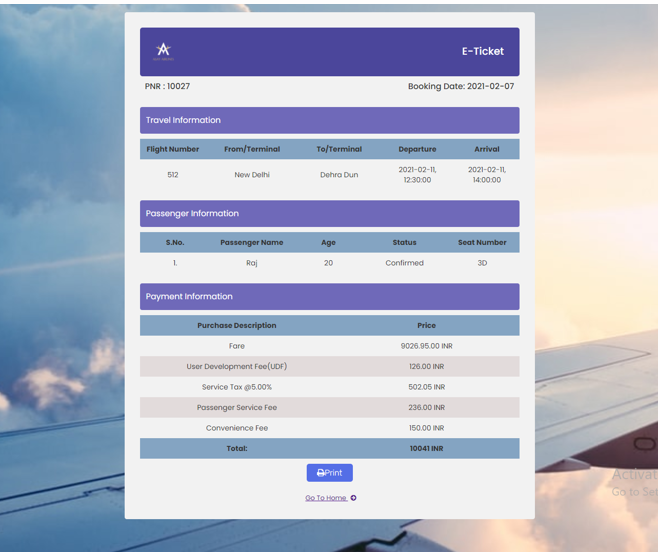 E-Ticket
PNR : 10027 Booking Date: 2021-02-07
Travel Information
Flight Number From/Terminal To/Terminal Departure Arrival
512 New Delhi Dehra Dun 2021-02-11, 12:30:00 2021-02-11, 14:00:00
Passenger Information
S.No. Passenger Name Age Status Seat Number
1. Raj 20 Confirmed 3D
Payment Information
Purchase Description Price
Fare 9026.95.00 INR
User Development Fee(UDF) 126.00 INR
Service Tax @5.00% 502.05 INR
Passenger Service Fee 236.00 INR
Convenience Fee 150.00 INR
Total: 10041 INR
Print
Go To Home
Activat
Go to Set